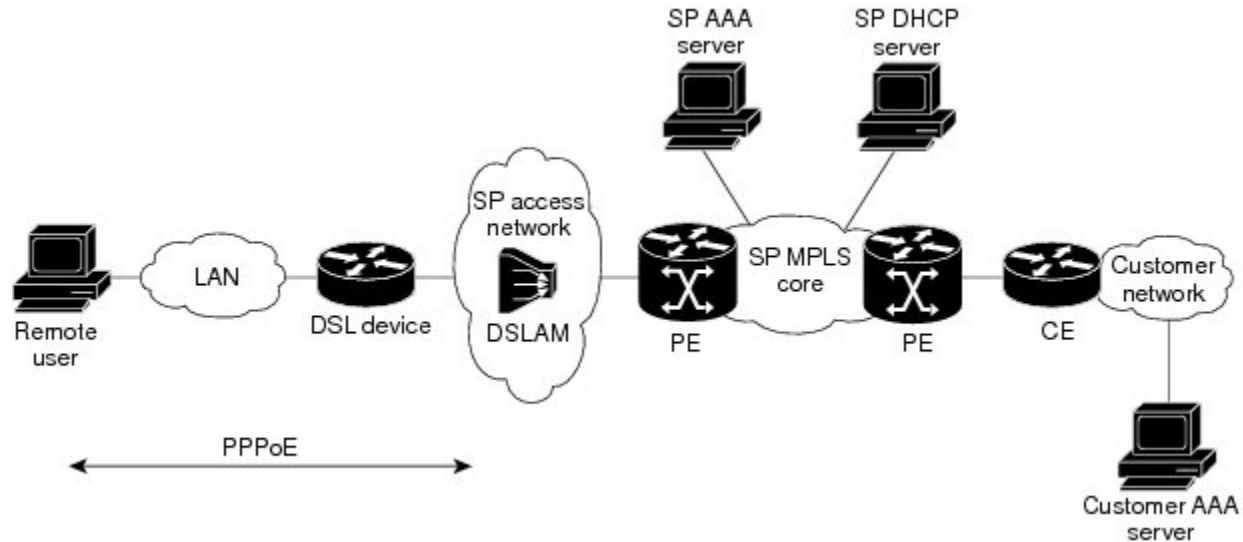 SP AAA
server
SP DHCP
server
SP access
network
LAN
SP MPLS
core
Customer
network
DSL device
DSLAM
PE
PE
CE
Remote
user
PPPoE
Customer AAA
server